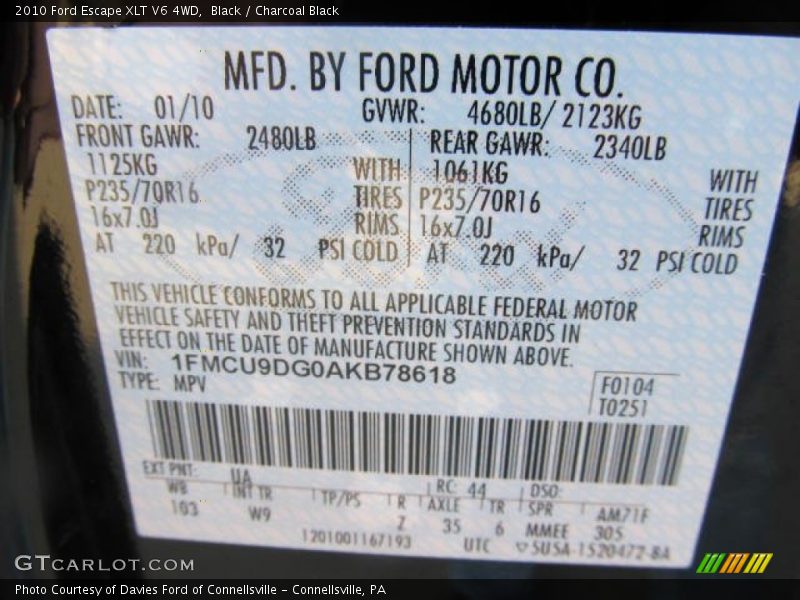 2010 Ford Escape XLT V6 4WD,  Black / Charcoal Black
MFD. BY FORD MOTOR CO.
DATE: 01/10 GVWR: 4680LB/ 2123KG
FRONT GAWR: 2480LB REAR GAWR: 2340LB
1125KG WITH 1061KG WITH
P235/70R16 TIRES P235/70R16 TIRES
16x7.0J RIMS 16x7.0J RIMS
AT 220 kPa/ 32 PSI COLD AT 220 kPa/ 32 PSI COLD
THIS VEHICLE CONFORMS TO ALL APPLICABLE FEDERAL MOTOR
VEHICLE SAFETY AND THEFT PREVENTION STANDARDS IN
EFFECT ON THE DATE OF MANUFACTURE SHOWN ABOVE.
VIN: 1FMCU9DG0AKB78618
TYPE: MPV
F0104
T0251
EXT PNT: UA RC: 44 DSO:
WB INT TR TP/PS R AXLE TR SPR AM71F
103 W9 Z 35 6 MMEE 305
1201001167193 UTC 5U5A-1520472-BA
GTCARLOT.COM
Photo Courtesy of Davies Ford of Connellsville – Connellsville, PA